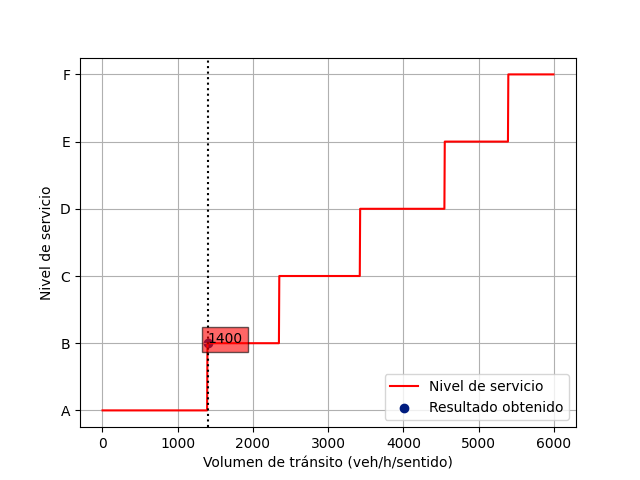 F
E
D
C
B
A
Nivel de servicio
1400
Nivel de servicio
Resultado obtenido
0 1000 2000 3000 4000 5000 6000
Volumen de tránsito (veh/h/sentido)